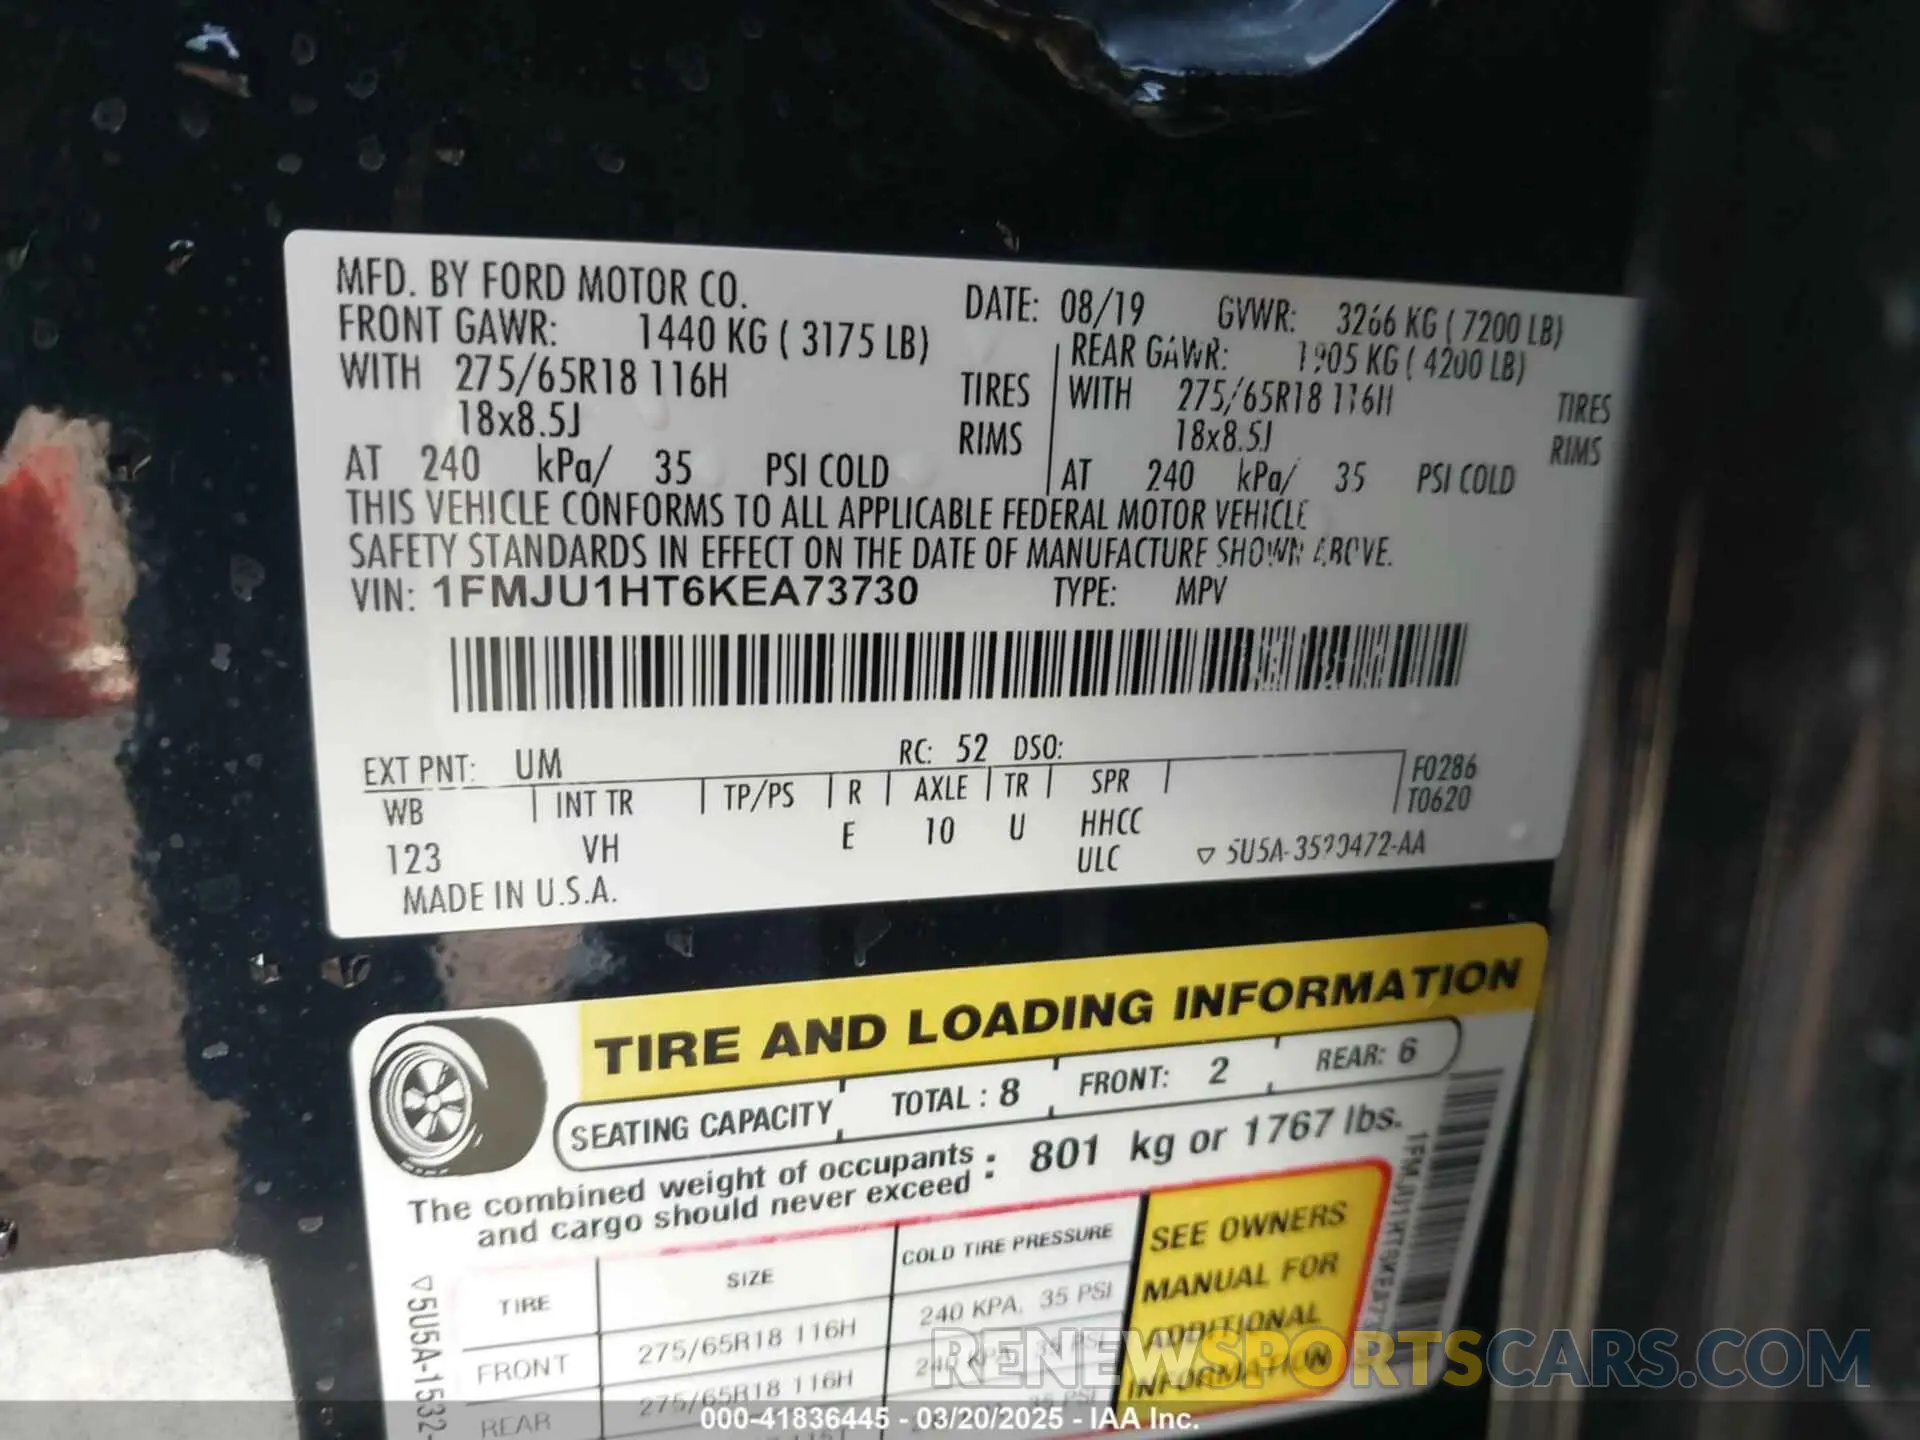 MFD. BY FORD MOTOR CO.
DATE: 08/19 GVWR: 3266 KG ( 7200 LB)
FRONT GAWR: 1440 KG ( 3175 LB)
REAR GAWR: 1905 KG ( 4200 LB)
WITH 275/65R18 116H TIRES
WITH 275/65R18 116H TIRES
18x8.5J RIMS
18x8.5J RIMS
AT 240 kPa/ 35 PSI COLD
AT 240 kPa/ 35 PSI COLD
THIS VEHICLE CONFORMS TO ALL APPLICABLE FEDERAL MOTOR VEHICLE
SAFETY STANDARDS IN EFFECT ON THE DATE OF MANUFACTURE SHOWN ABOVE.
VIN: 1FMJU1HT6KEA73730 TYPE: MPV
EXT PNT: UM RC: 52 DSO:
WB INT TR TP/PS R AXLE TR SPR F0286
T0620
123 VH E 10 U HHCC
ULC
MADE IN U.S.A.
TIRE AND LOADING INFORMATION
SEATING CAPACITY TOTAL : 8 FRONT: 2 REAR: 6
The combined weight of occupants
and cargo should never exceed : 801 kg or 1767 lbs.
TIRE SIZE COLD TIRE PRESSURE
FRONT 275/65R18 116H 240 KPA, 35 PSI
REAR 275/65R18 116H 240 KPA, 35 PSI
SEE OWNERS
MANUAL FOR
ADDITIONAL
INFORMATION
5U5A-1532-
RENEWSPORTSCARS.COM
000-41836445 - 03/20/2025 - IAA Inc.